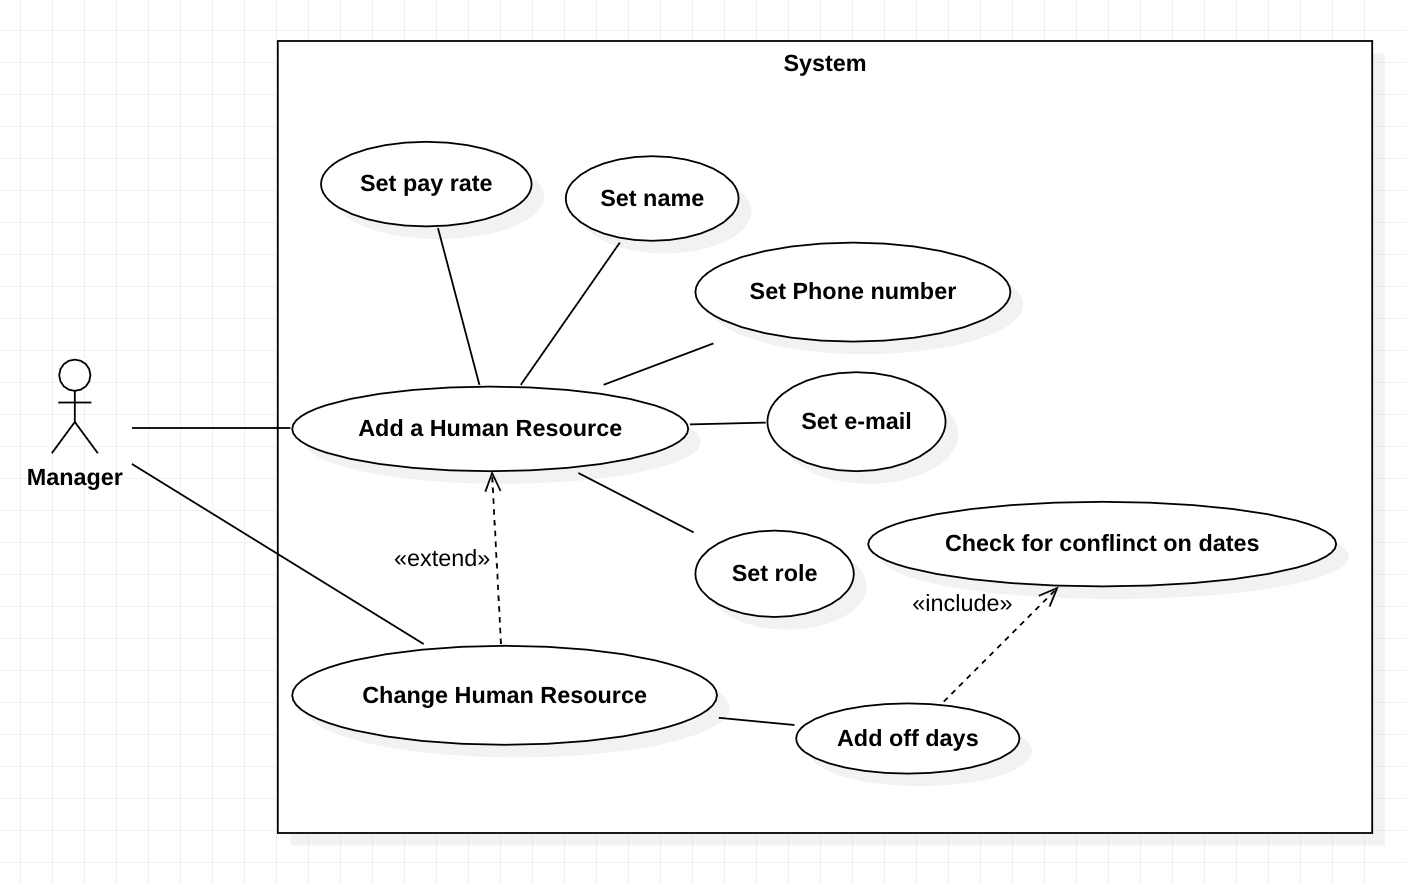 System
Set pay rate
Set name
Set Phone number
Manager
Add a Human Resource
Set e-mail
«extend»
Set role
Check for conflinct on dates
«include»
Change Human Resource
Add off days